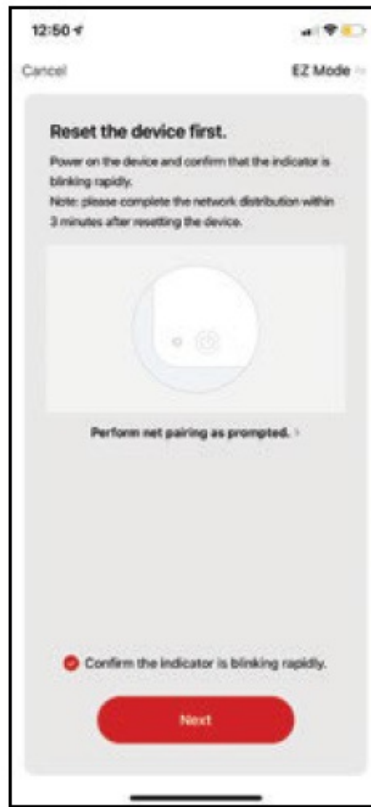 12:50
Cancel
EZ Mode
Reset the device first.
Power on the device and confirm that the indicator is
blinking rapidly.
Note: please complete the network distribution within
3 minutes after resetting the device.
Perform net pairing as prompted. >
Confirm the indicator is blinking rapidly.
Next